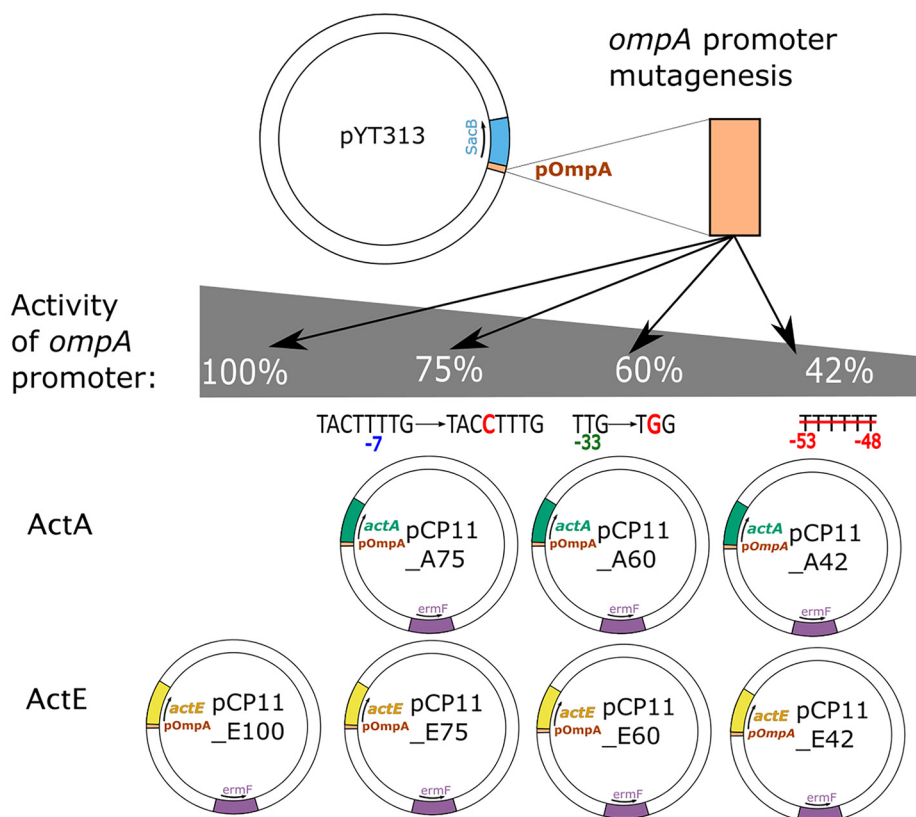 ompA promoter
mutagenesis
pYT313
SacB
pOmpA
Activity
of ompA
promoter:
100%
75%
60%
42%
TACTTTTG→TACCTTTG
-7
TTG→TGG
-33
TTTTTT
-53
-48
ActA
actA
pOmpA
pCP11
_A75
ermF
actA
pOmpA
pCP11
_A60
ermF
actA
pOmpA
pCP11
_A42
ermF
ActE
actE
pOmpA
pCP11
_E100
ermF
actE
pOmpA
pCP11
_E75
ermF
actE
pOmpA
pCP11
_E60
ermF
actE
pOmpA
pCP11
_E42
ermF